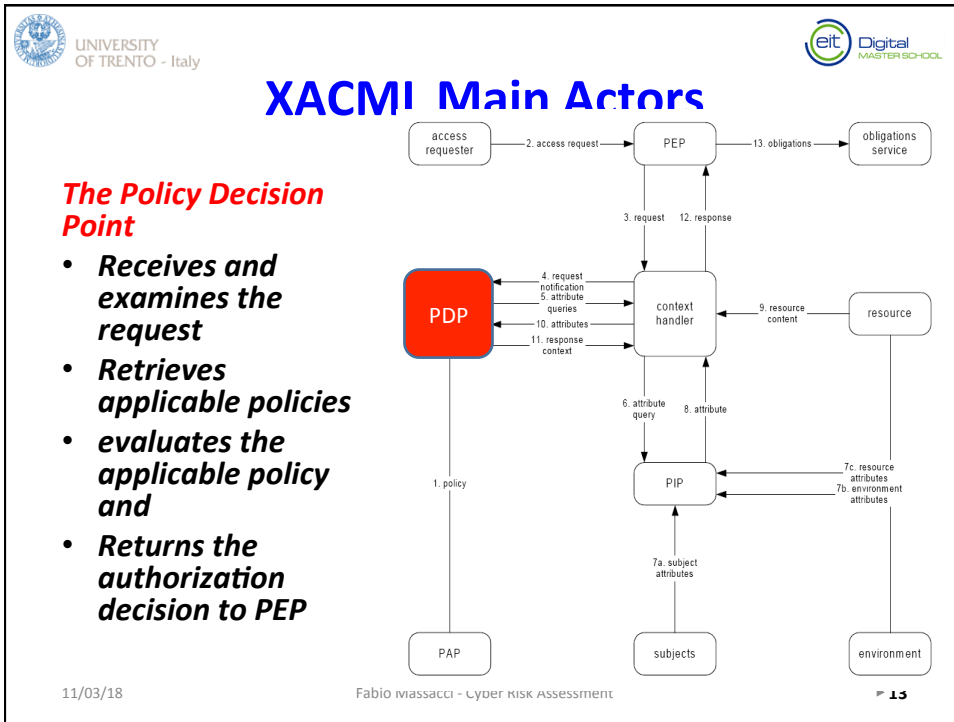 UNIVERSITY
OF TRENTO - Italy
eit Digital
MASTER SCHOOL
XACML Main Actors
The Policy Decision
Point
• Receives and
examines the
request
• Retrieves
applicable policies
• evaluates the
applicable policy
and
• Returns the
authorization
decision to PEP
access
requester
2. access request
PEP
13. obligations
obligations
service
3. request
12. response
PDP
4. request
notification
5. attribute
queries
10. attributes
11. response
context
context
handler
9. resource
content
resource
6. attribute
query
8. attribute
1. policy
PIP
7c. resource
attributes
7b. environment
attributes
7a. subject
attributes
PAP
subjects
environment
11/03/18
Fabio Massacci - Cyber Risk Assessment
13